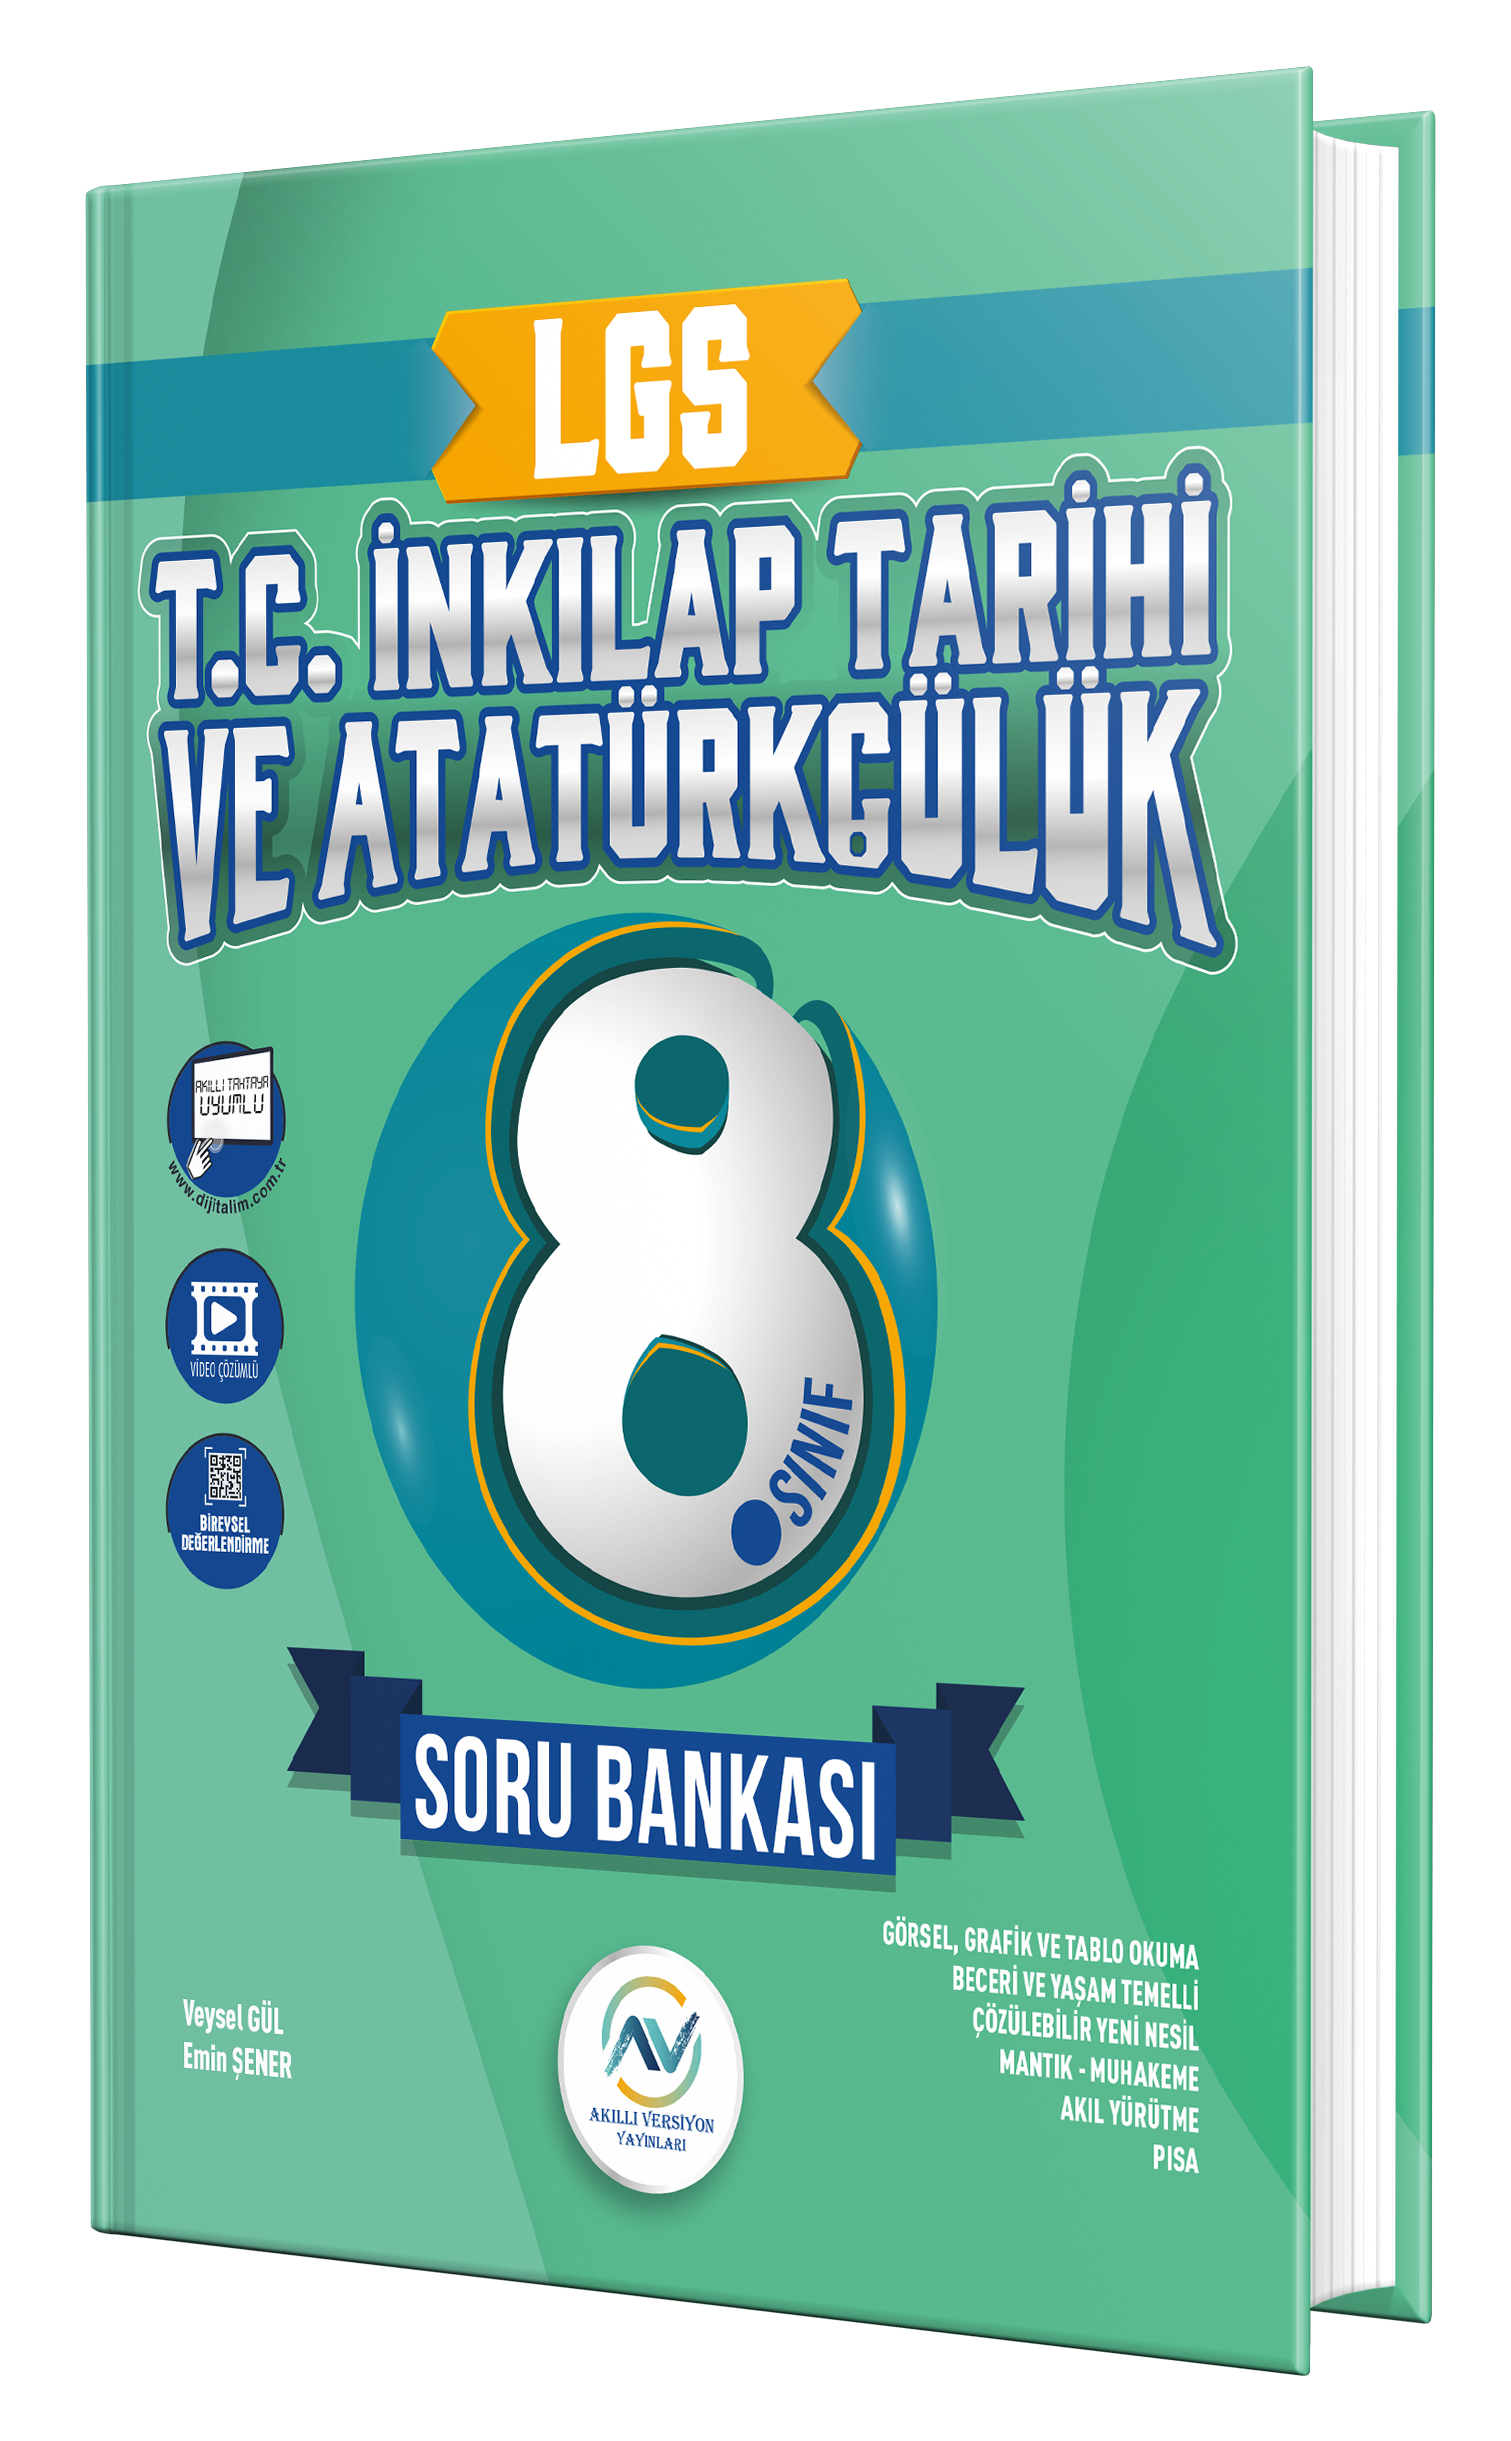 LGS
T.C. İNKILAP TARİHİ
VE ATATÜRKÇÜLÜK
AKILLI TAHTAYA
UYUMLU
www.dijitalim.com.tr
VİDEO ÇÖZÜMLÜ
BİREYSEL
DEĞERLENDİRME
8
SINIF
SORU BANKASI
GÖRSEL, GRAFİK VE TABLO OKUMA
BECERİ VE YAŞAM TEMELLİ
ÇÖZÜLEBİLİR YENİ NESİL
MANTIK - MUHAKEME
AKIL YÜRÜTME
PISA
Veysel GÜL
Emin ŞENER
AV
AKILLI VERSİYON
YAYINLARI